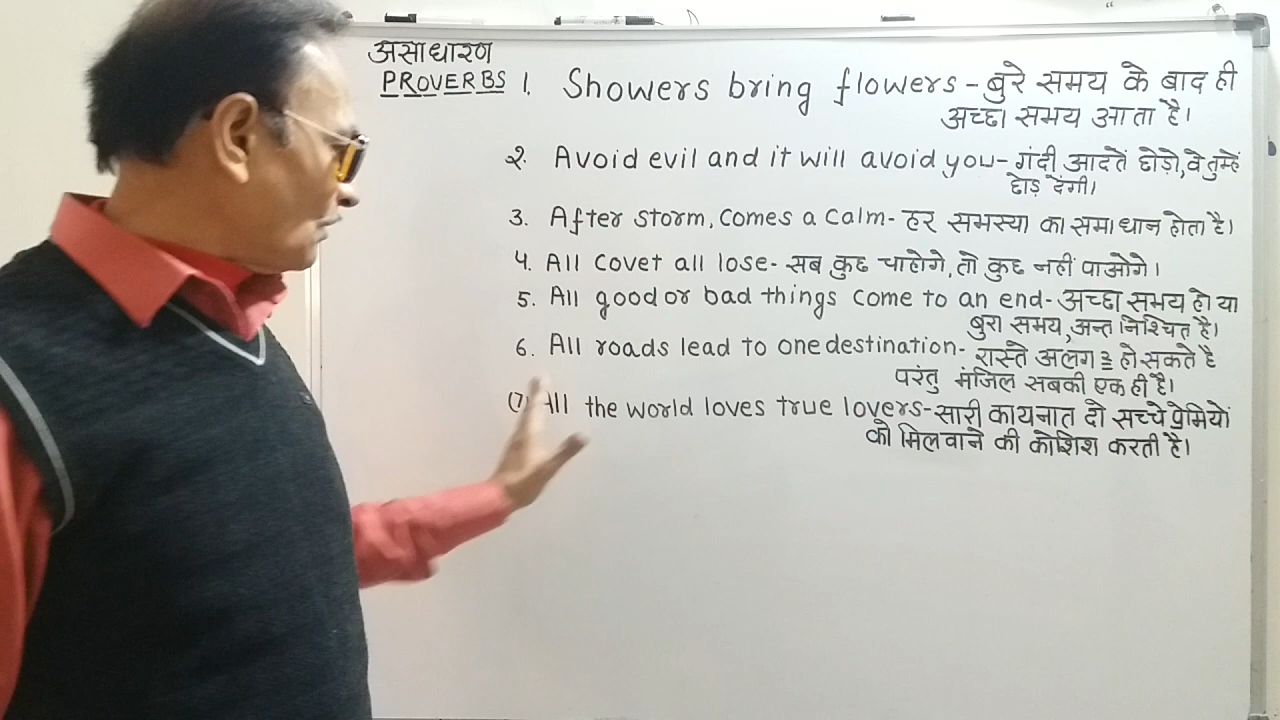 असाधारण
PROVERBS 1. Showers bring flowers - बुरे समय के बाद ही
अच्छा समय आता है।
2. Avoid evil and it will avoid you - गंदी आदतें छोड़ो, वे तुम्हें
छोड़ देंगी।
3. After storm, comes a calm - हर समस्या का समाधान होता है।
4. All covet all lose - सब कुछ चाहोगे, तो कुछ नहीं पाओगे।
5. All good or bad things come to an end - अच्छा समय हो या
बुरा समय, अन्त निश्चित है।
6. All roads lead to one destination - रास्ते अलग २ हो सकते है
परंतु मंजिल सबकी एक ही है।
(7) All the world loves true lovers - सारी कायनात दो सच्चे प्रेमियों
को मिलवाने की कोशिश करती है।